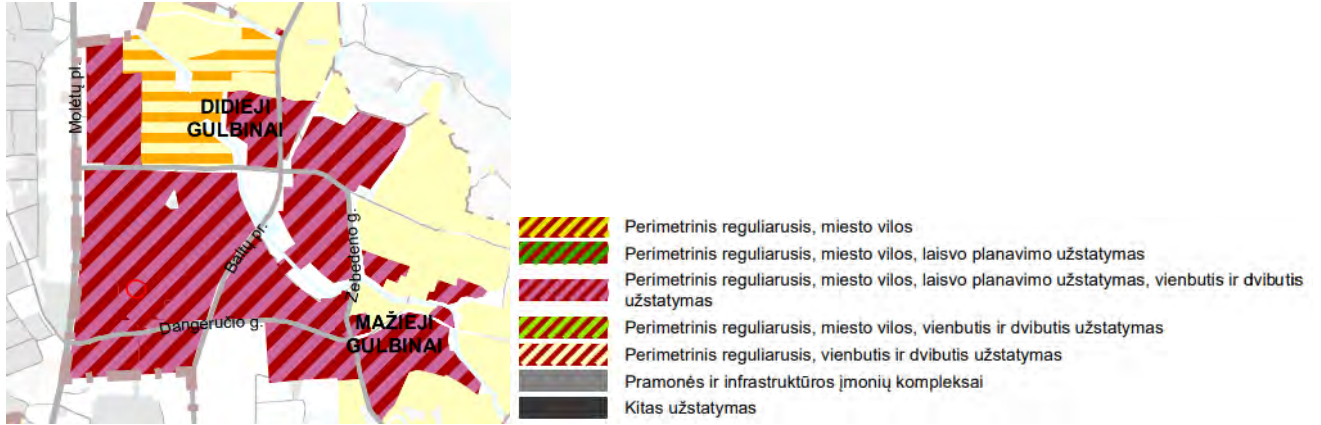 Molėtų pl.
DIDIEJI
GULBINAI
Baltų pr.
Žebedeno g.
Gangeručio g.
MAŽIEJI
GULBINAI
Perimetrinis reguliarusis, miesto vilos
Perimetrinis reguliarusis, miesto vilos, laisvo planavimo užstatymas
Perimetrinis reguliarusis, miesto vilos, laisvo planavimo užstatymas, vienbutis ir dvibutis
užstatymas
Perimetrinis reguliarusis, miesto vilos, vienbutis ir dvibutis užstatymas
Perimetrinis reguliarusis, vienbutis ir dvibutis užstatymas
Pramonės ir infrastruktūros įmonių kompleksai
Kitas užstatymas